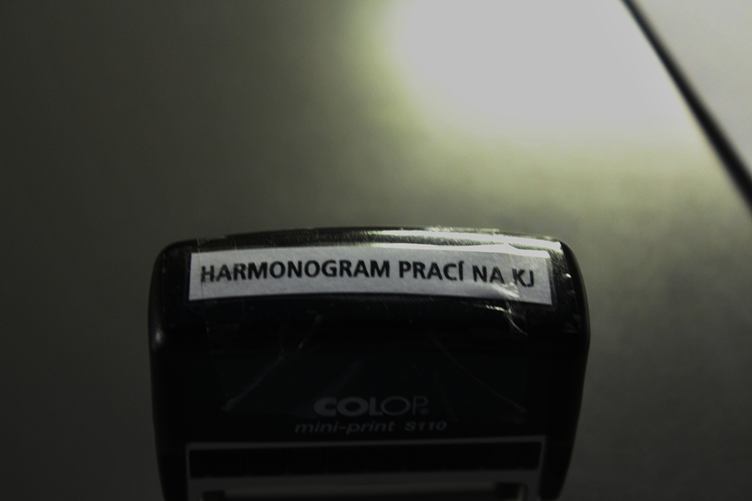 HARMONOGRAM PRACÍ NA KJ
COLOP
mini-print S110